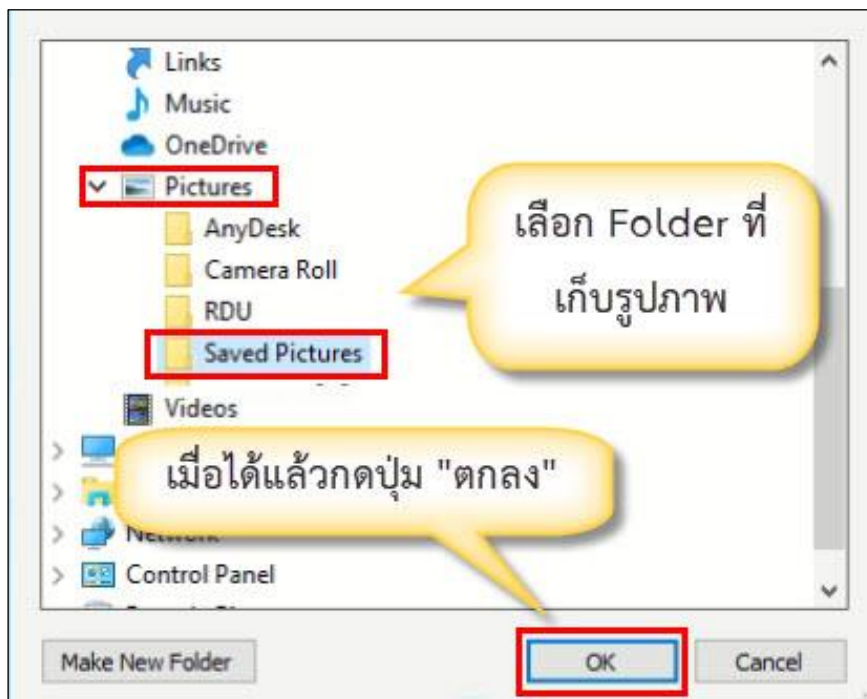 Links
Music
OneDrive
Pictures
AnyDesk
Camera Roll
RDU
Saved Pictures
เลือก Folder ที่
เก็บรูปภาพ
Videos
เมื่อได้แล้วกดปุ่ม "ตกลง"
Network
Control Panel
Make New Folder
OK
Cancel